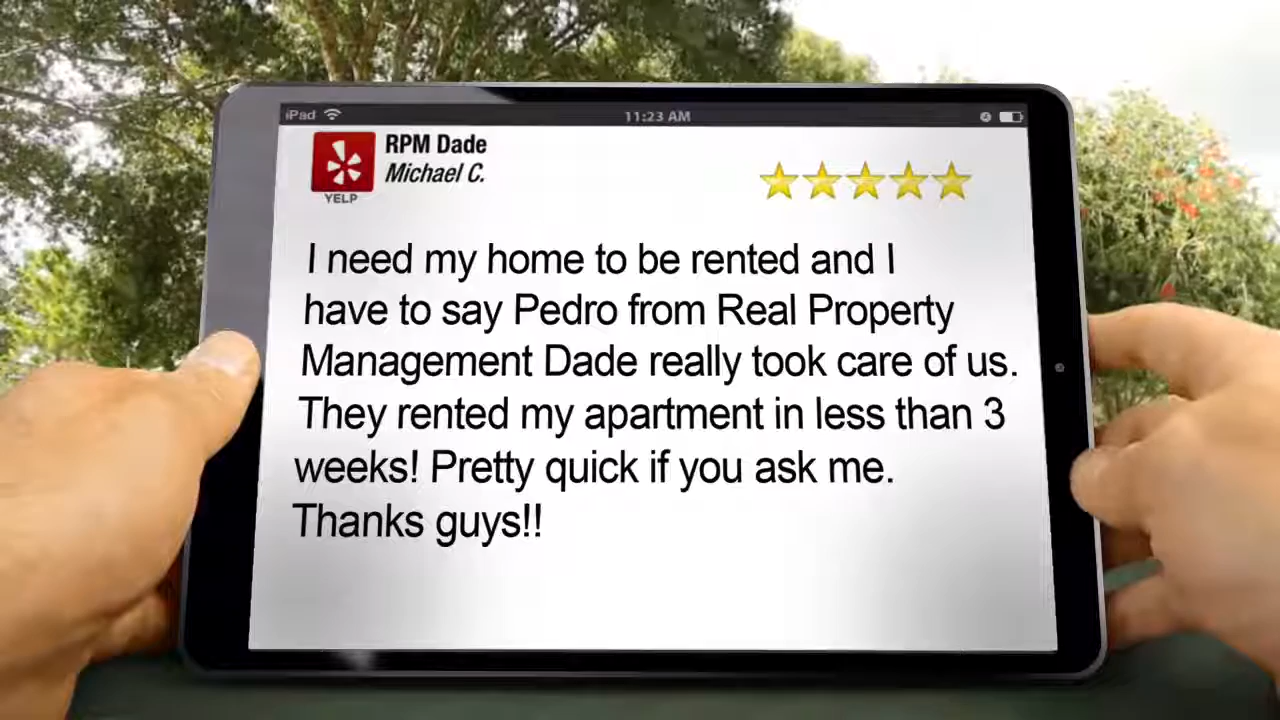 iPad
11:23 AM
RPM Dade
Michael C.
YELP
I need my home to be rented and I
have to say Pedro from Real Property
Management Dade really took care of us.
They rented my apartment in less than 3
weeks! Pretty quick if you ask me.
Thanks guys!!